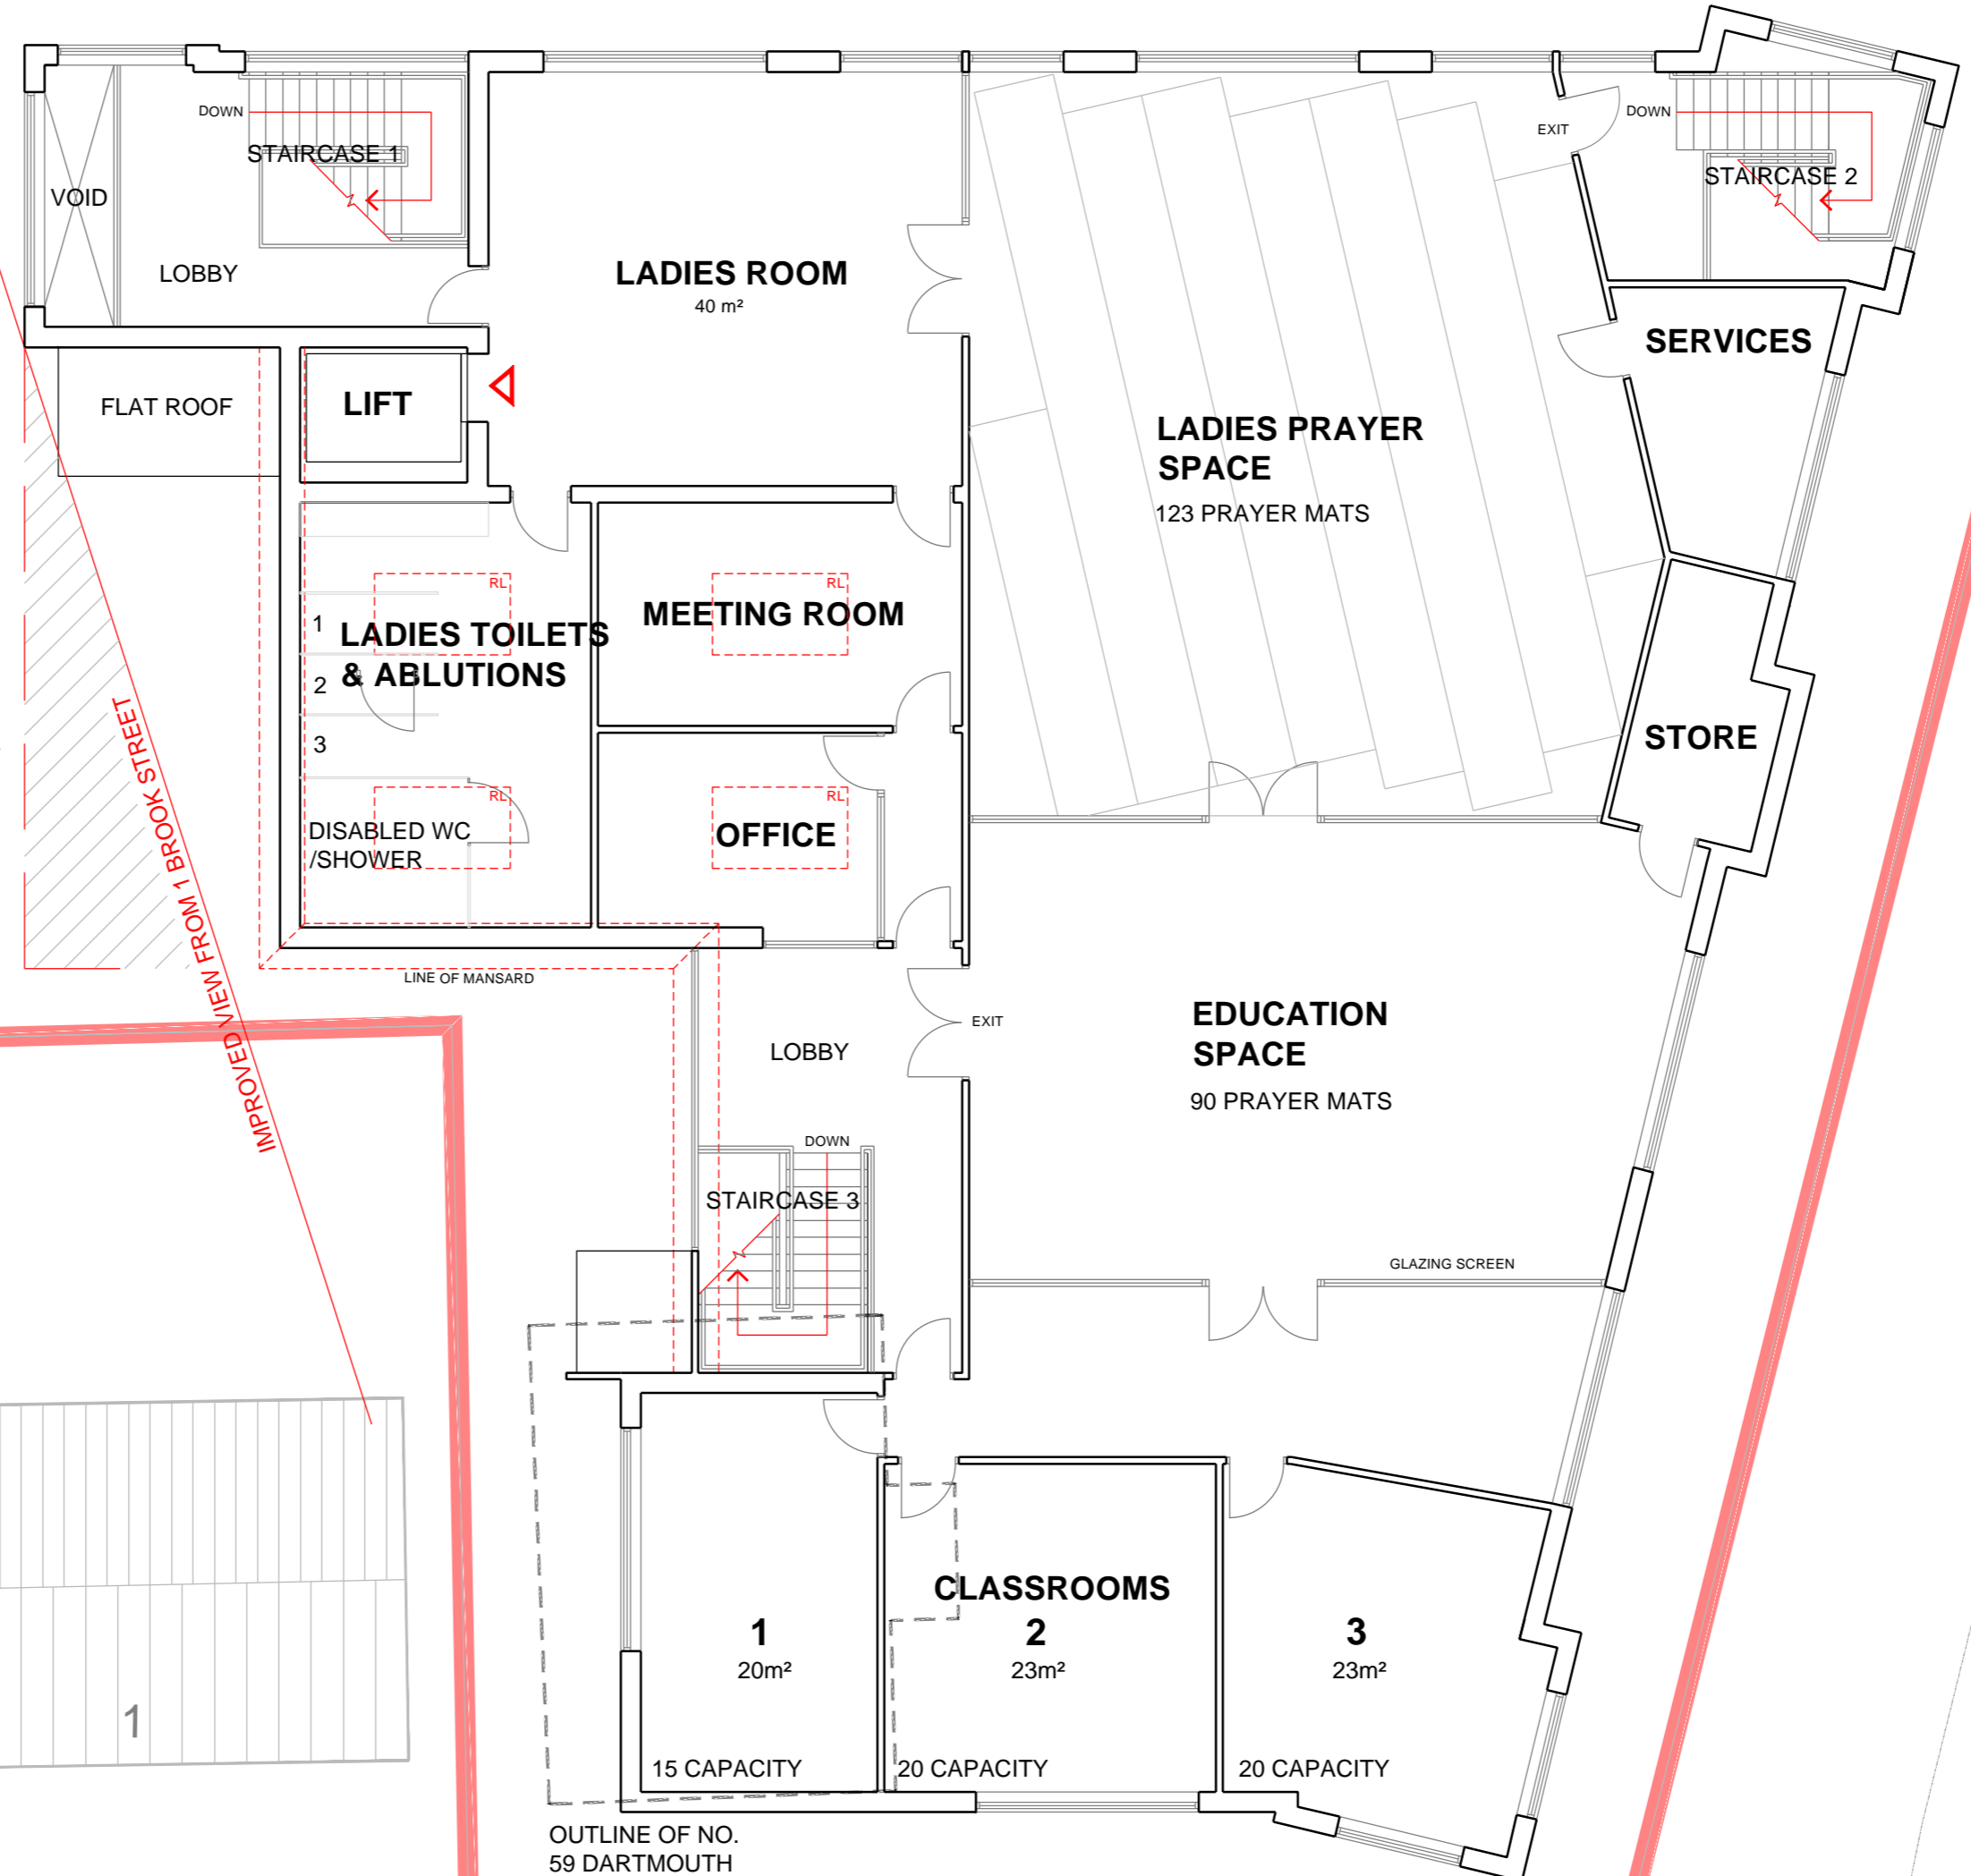 DOWN
STAIRCASE 1
VOID
LOBBY
LADIES ROOM
40 m²
EXIT
DOWN
STAIRCASE 2
SERVICES
FLAT ROOF
LIFT
LADIES PRAYER
SPACE
123 PRAYER MATS
RL
RL
1
LADIES TOILETS
& ABLUTIONS
2
3
MEETING ROOM
STORE
RL
RL
DISABLED WC
/SHOWER
OFFICE
IMPROVED VIEW FROM 1 BROOK STREET
LINE OF MANSARD
EXIT
LOBBY
EDUCATION
SPACE
90 PRAYER MATS
DOWN
STAIRCASE 3
GLAZING SCREEN
CLASSROOMS
1
20m²
2
23m²
3
23m²
1
15 CAPACITY
20 CAPACITY
20 CAPACITY
OUTLINE OF NO.
59 DARTMOUTH